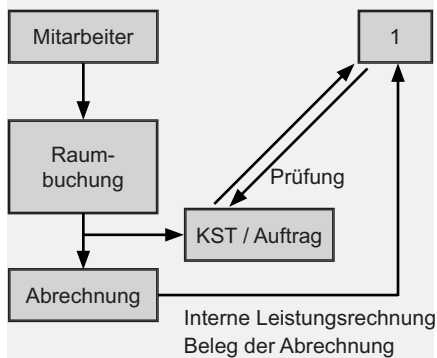 Mitarbeiter
1
Raum-
buchung
Prüfung
KST / Auftrag
Abrechnung
Interne Leistungsrechnung
Beleg der Abrechnung